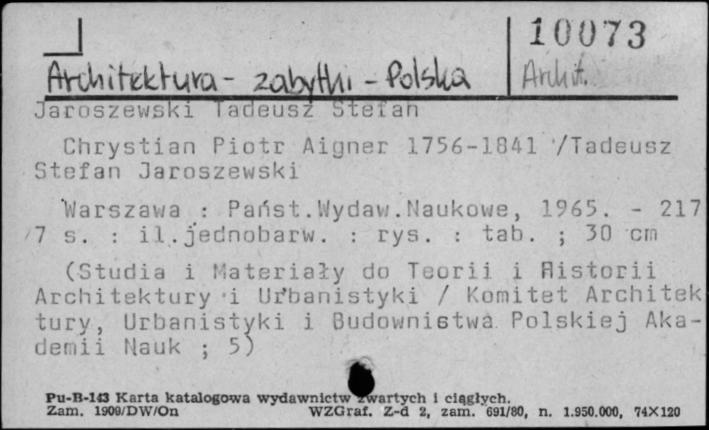 10073
Architektura - zabytki - Polska Archit.
Jaroszewski Tadeusz Stefan
Chrystian Piotr Aigner 1756-1841 /Tadeusz
Stefan Jaroszewski
Warszawa : Państ.Wydaw.Naukowe, 1965. - 217
/7 s. : il.jednobarw. : rys. : tab. ; 30 cm
(Studia i Materiały do Teorii i Historii
Architektury i Urbanistyki / Komitet Architek
tury, Urbanistyki i Budownistwa Polskiej Aka-
demii Nauk ; 5)
Pu-B-143 Karta katalogowa wydawnictw zwartych i ciągłych.
Zam. 1909/DW/On WZGraf. Z-d 2, zam. 691/80, n. 1.950.000, 74X120